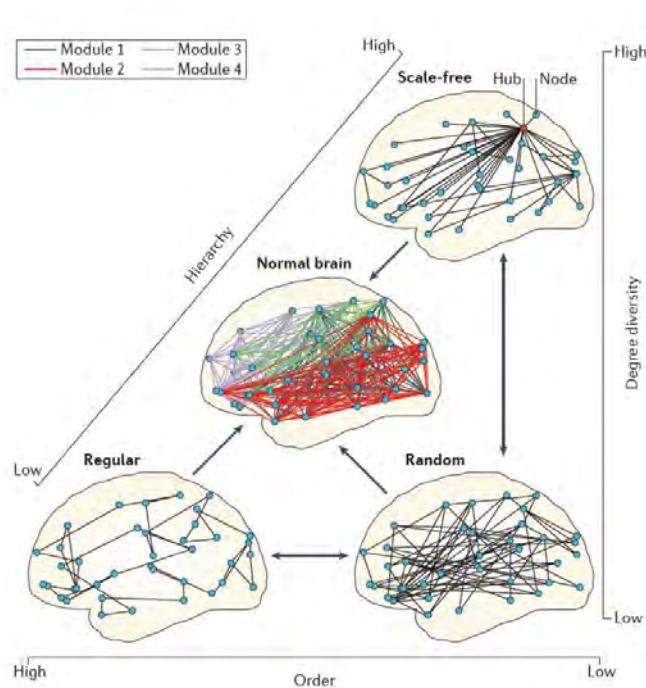 Module 1
Module 3
Module 2
Module 4
High
High
Scale-free
Hub
Node
Hierarchy
Normal brain
Degree diversity
Low
Regular
Random
Low
High
Order
Low